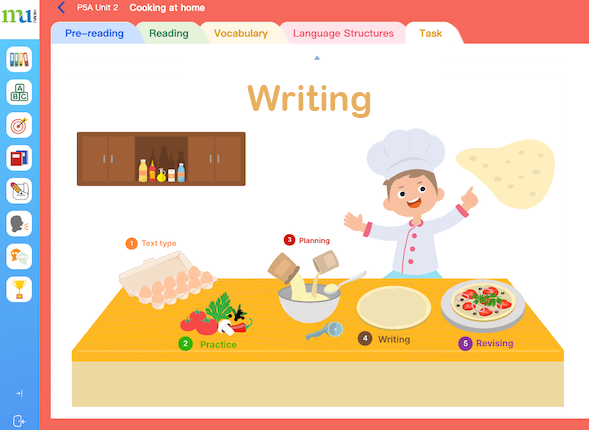 mu
P5A Unit 2 Cooking at home
Pre-reading Reading Vocabulary Language Structures Task
Writing
1 Text type
3 Planning
2 Practice
4 Writing
5 Revising
A
B C